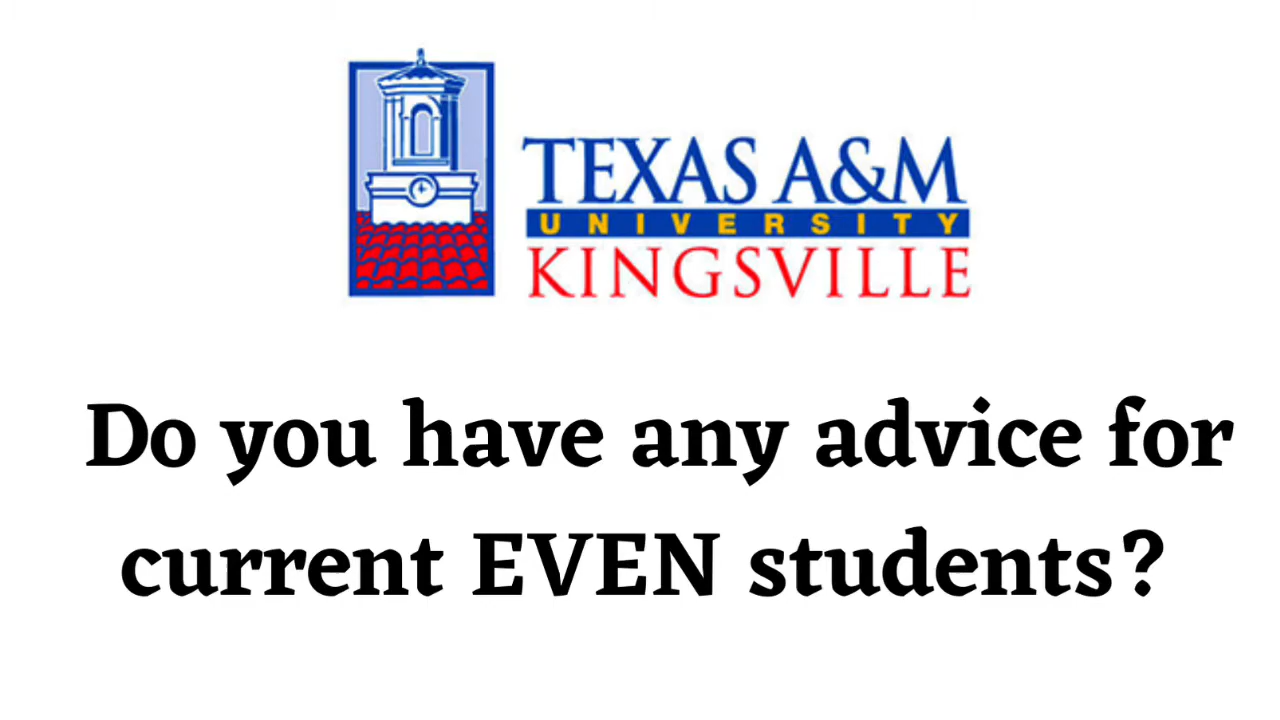 TEXAS A&M
UNIVERSITY
KINGSVILLE
Do you have any advice for
current EVEN students?